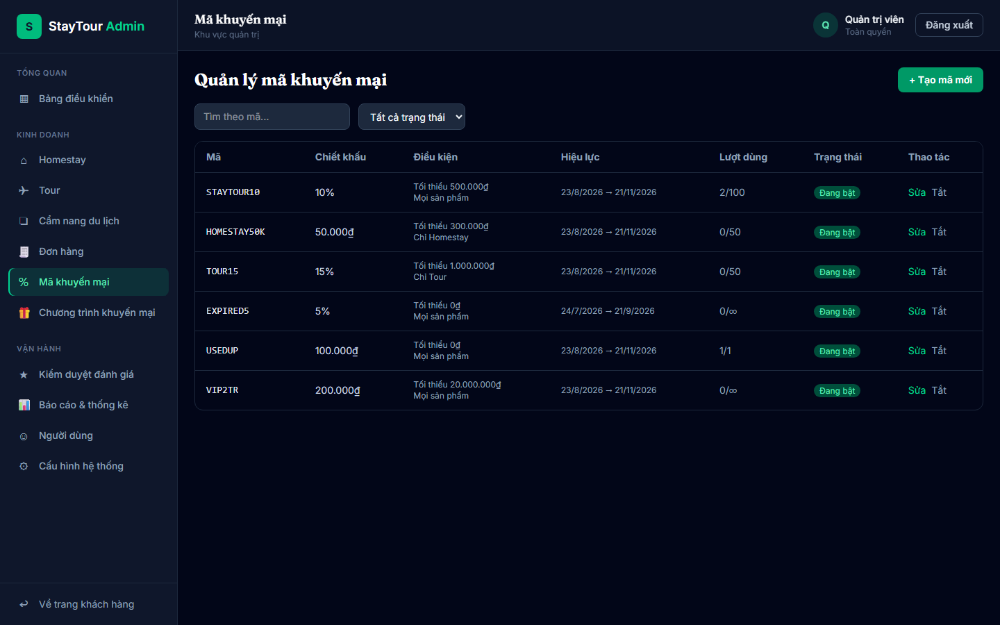 S StayTour Admin
TỔNG QUAN
Bảng điều khiển
KINH DOANH
Homestay
Tour
Cẩm nang du lịch
Đơn hàng
% Mã khuyến mại
Chương trình khuyến mại
VẬN HÀNH
Kiểm duyệt đánh giá
Báo cáo & thống kê
Người dùng
Cấu hình hệ thống
Về trang khách hàng
Mã khuyến mại
Khu vực quản trị
Q
Quản trị viên
Toàn quyền
Đăng xuất
Quản lý mã khuyến mại
+ Tạo mã mới
Tìm theo mã...
Tất cả trạng thái
Mã Chiết khấu Điều kiện Hiệu lực Lượt dùng Trạng thái Thao tác
STAYTOUR10 10% Tối thiểu 500.000₫ 23/8/2026 → 21/11/2026 2/100 Đang bật Sửa Tắt
Mọi sản phẩm
HOMESTAY50K 50.000₫ Tối thiểu 300.000₫ 23/8/2026 → 21/11/2026 0/50 Đang bật Sửa Tắt
Chỉ Homestay
TOUR15 15% Tối thiểu 1.000.000₫ 23/8/2026 → 21/11/2026 0/50 Đang bật Sửa Tắt
Chỉ Tour
EXPIRED5 5% Tối thiểu 0₫ 24/7/2026 → 21/9/2026 0/∞ Đang bật Sửa Tắt
Mọi sản phẩm
USEDUP 100.000₫ Tối thiểu 0₫ 23/8/2026 → 21/11/2026 1/1 Đang bật Sửa Tắt
Mọi sản phẩm
VIP2TR 200.000₫ Tối thiểu 20.000.000₫ 23/8/2026 → 21/11/2026 0/∞ Đang bật Sửa Tắt
Mọi sản phẩm